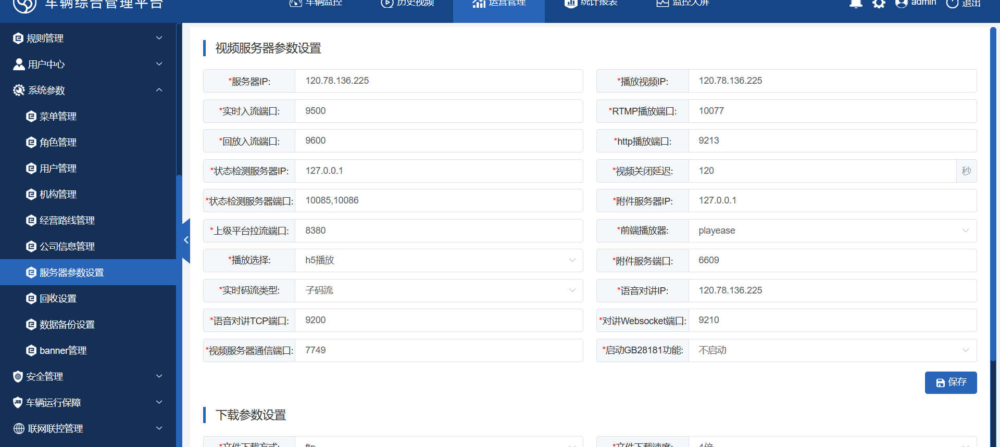 车辆综合管理平台
车辆监控
历史视频
运营管理
统计报表
监控大屏
admin
退出
规则管理
用户中心
系统参数
菜单管理
角色管理
用户管理
机构管理
经营路线管理
公司信息管理
服务器参数设置
回收设置
数据备份设置
banner管理
安全管理
车辆运行保障
联网联控管理
视频服务器参数设置
*服务器IP: 120.78.136.225
*播放视频IP: 120.78.136.225
*实时入流端口: 9500
*RTMP播放端口: 10077
*回放入流端口: 9600
*http播放端口: 9213
*状态检测服务器IP: 127.0.0.1
*视频关闭延迟: 120 秒
*状态检测服务器端口: 10085,10086
*附件服务器IP: 127.0.0.1
*上级平台拉流端口: 8380
*前端播放器: playease
*播放选择: h5播放
*附件服务端口: 6609
*实时码流类型: 子码流
*语音对讲IP: 120.78.136.225
*语音对讲TCP端口: 9200
*对讲Websocket端口: 9210
*视频服务器通信端口: 7749
*启动GB28181功能: 不启动
保存
下载参数设置
*文件下载方式: ftp
*文件下载速度: 4倍